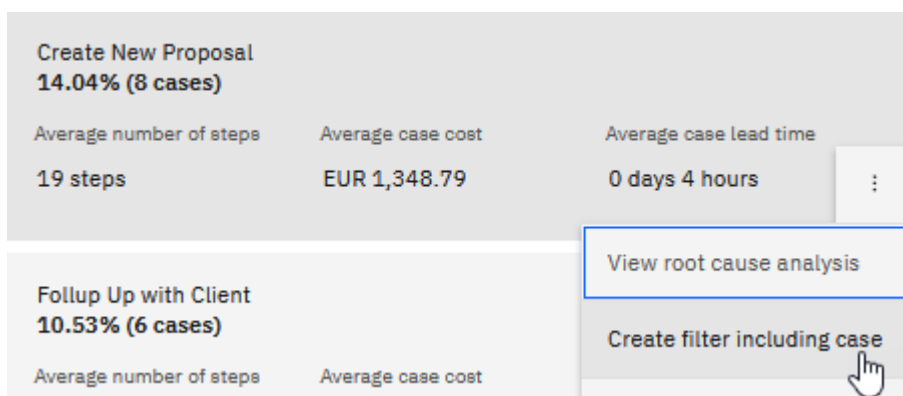 Create New Proposal
14.04% (8 cases)
Average number of steps Average case cost Average case lead time
19 steps EUR 1,348.79 0 days 4 hours
View root cause analysis
Follup Up with Client
10.53% (6 cases)
Create filter including case
Average number of steps Average case cost